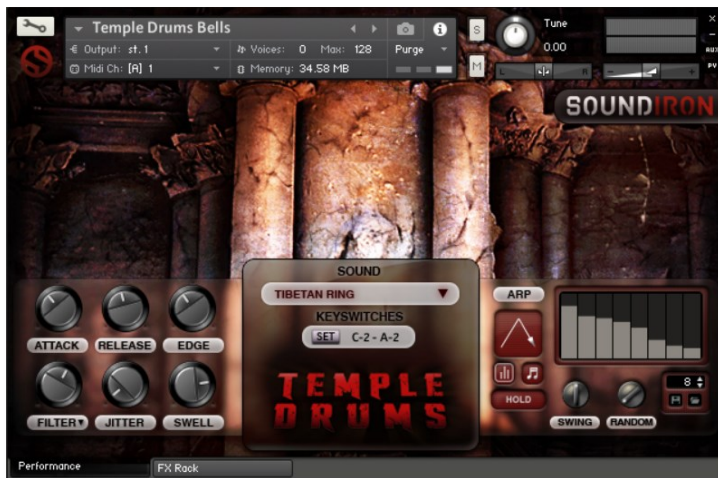 Temple Drums Bells
Output: st. 1
Voices: 0 Max: 128
Purge
Midi Ch: [A] 1
Memory: 34.58 MB
S
M
Tune
0.00
L
R
-
+
×
-
AUX
PV
SOUNDIRON
SOUND
TIBETAN RING
KEYSWITCHES
SET C-2 - A-2
TEMPLE
DRUMS
ATTACK RELEASE EDGE
FILTER JITTER SWELL
ARP
HOLD
8
SWING RANDOM
Performance
FX Rack